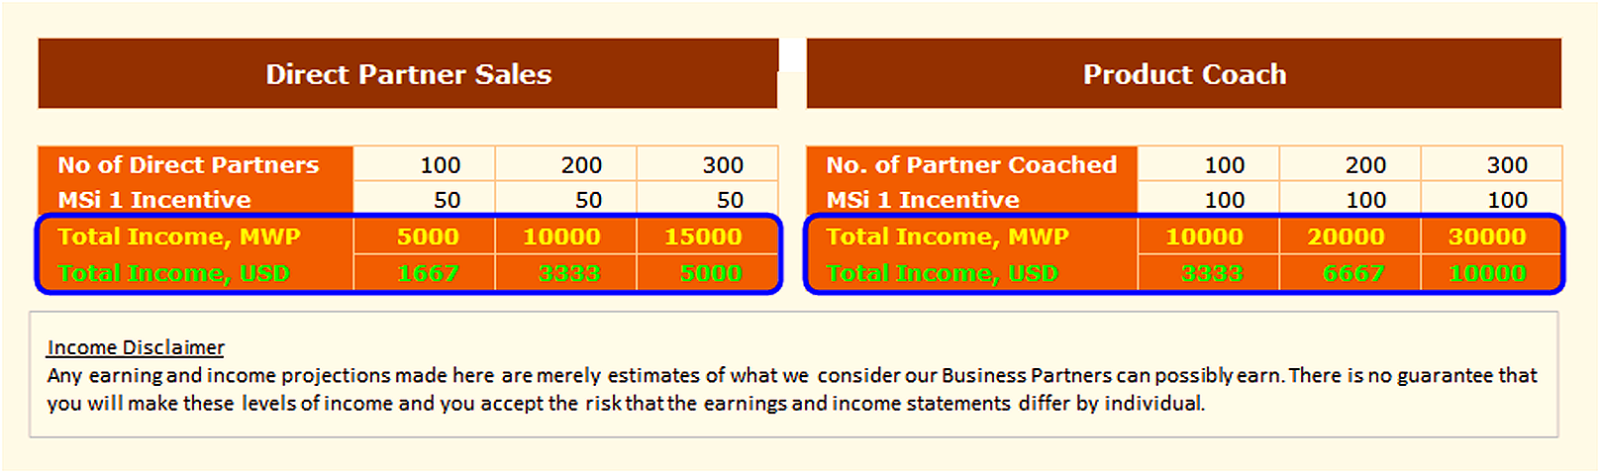 Direct Partner Sales
No of Direct Partners 100 200 300
MSi 1 Incentive 50 50 50
Total Income, MWP 5000 10000 15000
Total Income, USD 1667 3333 5000
Product Coach
No. of Partner Coached 100 200 300
MSi 1 Incentive 100 100 100
Total Income, MWP 10000 20000 30000
Total Income, USD 3333 6667 10000
Income Disclaimer
Any earning and income projections made here are merely estimates of what we consider our Business Partners can possibly earn. There is no guarantee that
you will make these levels of income and you accept the risk that the earnings and income statements differ by individual.